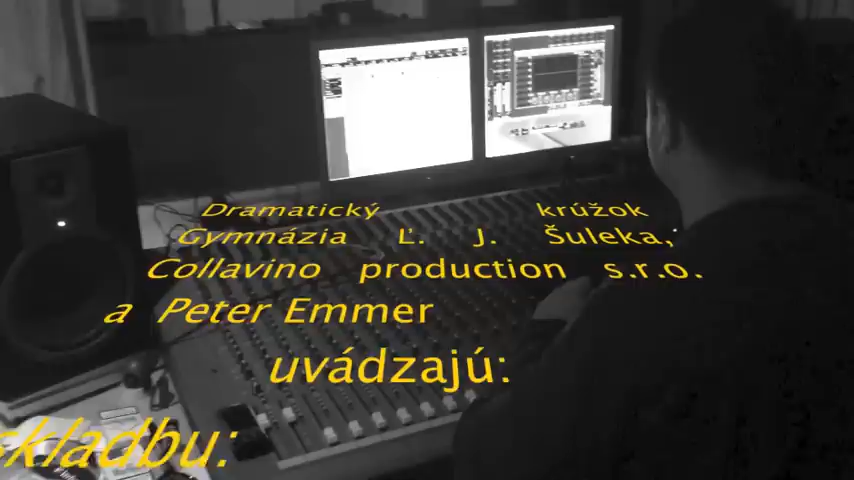 Dramatický krúžok
Gymnázia Ľ. J. Šuleka,
Collavino production s.r.o.
a Peter Emmer
uvádzajú:
skladbu: